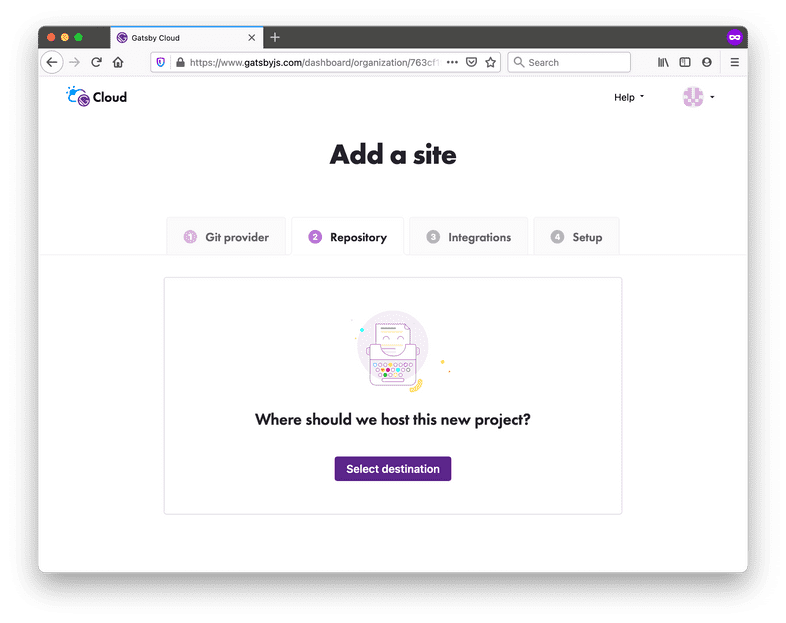 Gatsby Cloud
https://www.gatsbyjs.com/dashboard/organization/763cf
Search
Cloud
Help
Add a site
1 Git provider
2 Repository
3 Integrations
4 Setup
Where should we host this new project?
Select destination